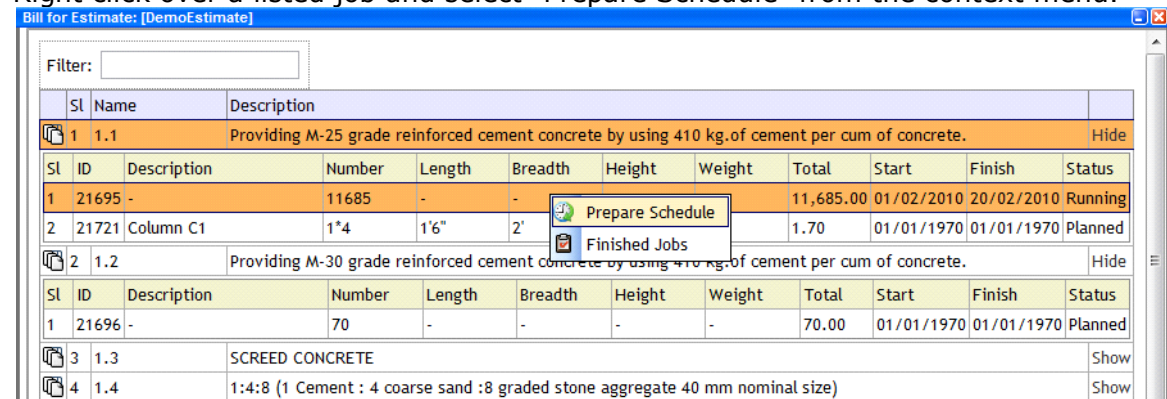 Right click over a listed job and select "Prepare Schedule" from the context menu.
Bill for Estimate: [DemoEstimate]
Filter:
Sl Name Description
1 1.1 Providing M-25 grade reinforced cement concrete by using 410 kg.of cement per cum of concrete. Hide
Sl ID Description Number Length Breadth Height Weight Total Start Finish Status
1 21695 - 11685 - - 11,685.00 01/02/2010 20/02/2010 Running
Prepare Schedule
2 21721 Column C1 1*4 1'6" 2' 1.70 01/01/1970 01/01/1970 Planned
Finished Jobs
2 1.2 Providing M-30 grade reinforced cement concrete by using 410 kg.of cement per cum of concrete. Hide
Sl ID Description Number Length Breadth Height Weight Total Start Finish Status
1 21696 - 70 - - - - 70.00 01/01/1970 01/01/1970 Planned
3 1.3 SCREED CONCRETE Show
4 1.4 1:4:8 (1 Cement : 4 coarse sand :8 graded stone aggregate 40 mm nominal size) Show